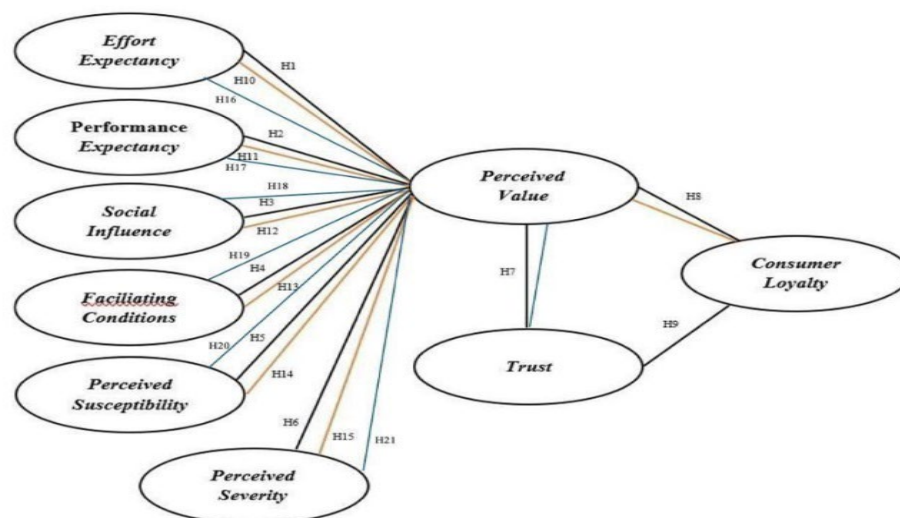 Effort
Expectancy
H1
H10
H16
Performance
Expectancy
H2
H11
H17
H18
Social
Influence
H3
H12
H19
H4
Faciliating
Conditions
H13
H5
H20
H14
Perceived
Susceptibility
H6
H15
H21
Perceived
Severity
Perceived
Value
H7
H8
Trust
H9
Consumer
Loyalty